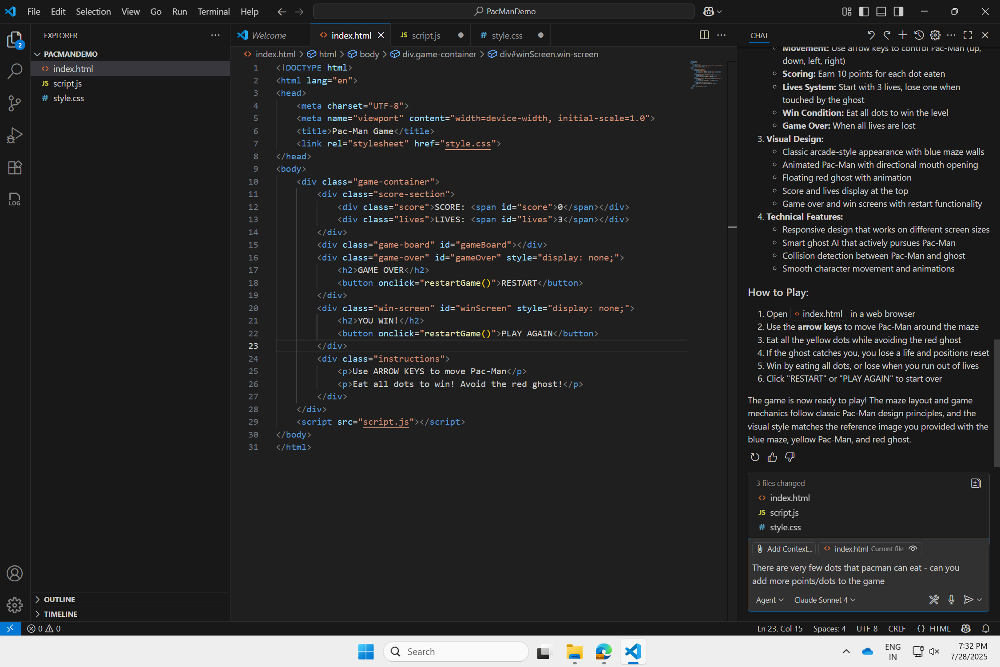 File Edit Selection View Go Run Terminal Help
PacManDemo
EXPLORER
2
PACMANDEMO
index.html
JS script.js
# style.css
LOG
OUTLINE
TIMELINE
Welcome
index.html
JS script.js
# style.css
index.html > html > body > div.game-container > div#winScreen.win-screen
1 <!DOCTYPE html>
2 <html lang="en">
3 <head>
4 <meta charset="UTF-8">
5 <meta name="viewport" content="width=device-width, initial-scale=1.0">
6 <title>Pac-Man Game</title>
7 <link rel="stylesheet" href="style.css">
8 </head>
9 <body>
10 <div class="game-container">
11 <div class="score-section">
12 <div class="score">SCORE: <span id="score">0</span></div>
13 <div class="lives">LIVES: <span id="lives">3</span></div>
14 </div>
15 <div class="game-board" id="gameBoard"></div>
16 <div class="game-over" id="gameOver" style="display: none;">
17 <h2>GAME OVER</h2>
18 <button onclick="restartGame()">RESTART</button>
19 </div>
20 <div class="win-screen" id="winScreen" style="display: none;">
21 <h2>YOU WIN!</h2>
22 <button onclick="restartGame()">PLAY AGAIN</button>
23 </div>
24 <div class="instructions">
25 <p>Use ARROW KEYS to move Pac-Man</p>
26 <p>Eat all dots to win! Avoid the red ghost!</p>
27 </div>
28 </div>
29 <script src="script.js"></script>
30 </body>
31 </html>
CHAT
Movement: Use arrow keys to control Pac-Man (up,
down, left, right)
Scoring: Earn 10 points for each dot eaten
Lives System: Start with 3 lives, lose one when
touched by the ghost
Win Condition: Eat all dots to win the level
Game Over: When all lives are lost
3. Visual Design:
Classic arcade-style appearance with blue maze walls
Animated Pac-Man with directional mouth opening
Floating red ghost with animation
Score and lives display at the top
Game over and win screens with restart functionality
4. Technical Features:
Responsive design that works on different screen sizes
Smart ghost AI that actively pursues Pac-Man
Collision detection between Pac-Man and ghost
Smooth character movement and animations
How to Play:
1. Open index.html in a web browser
2. Use the arrow keys to move Pac-Man around the maze
3. Eat all the yellow dots while avoiding the red ghost
4. If the ghost catches you, you lose a life and positions reset
5. Win by eating all dots, or lose when you run out of lives
6. Click "RESTART" or "PLAY AGAIN" to start over
The game is now ready to play! The maze layout and game
mechanics follow classic Pac-Man design principles, and the
visual style matches the reference image you provided with the
blue maze, yellow Pac-Man, and red ghost.
3 files changed
index.html
JS script.js
# style.css
Add Context... index.html Current file
There are very few dots that pacman can eat - can you
add more points/dots to the game
Agent Claude Sonnet 4
0 0
Ln 23, Col 15 Spaces: 4 UTF-8 CRLF {} HTML
Search
ENG
IN
7:32 PM
7/28/2025